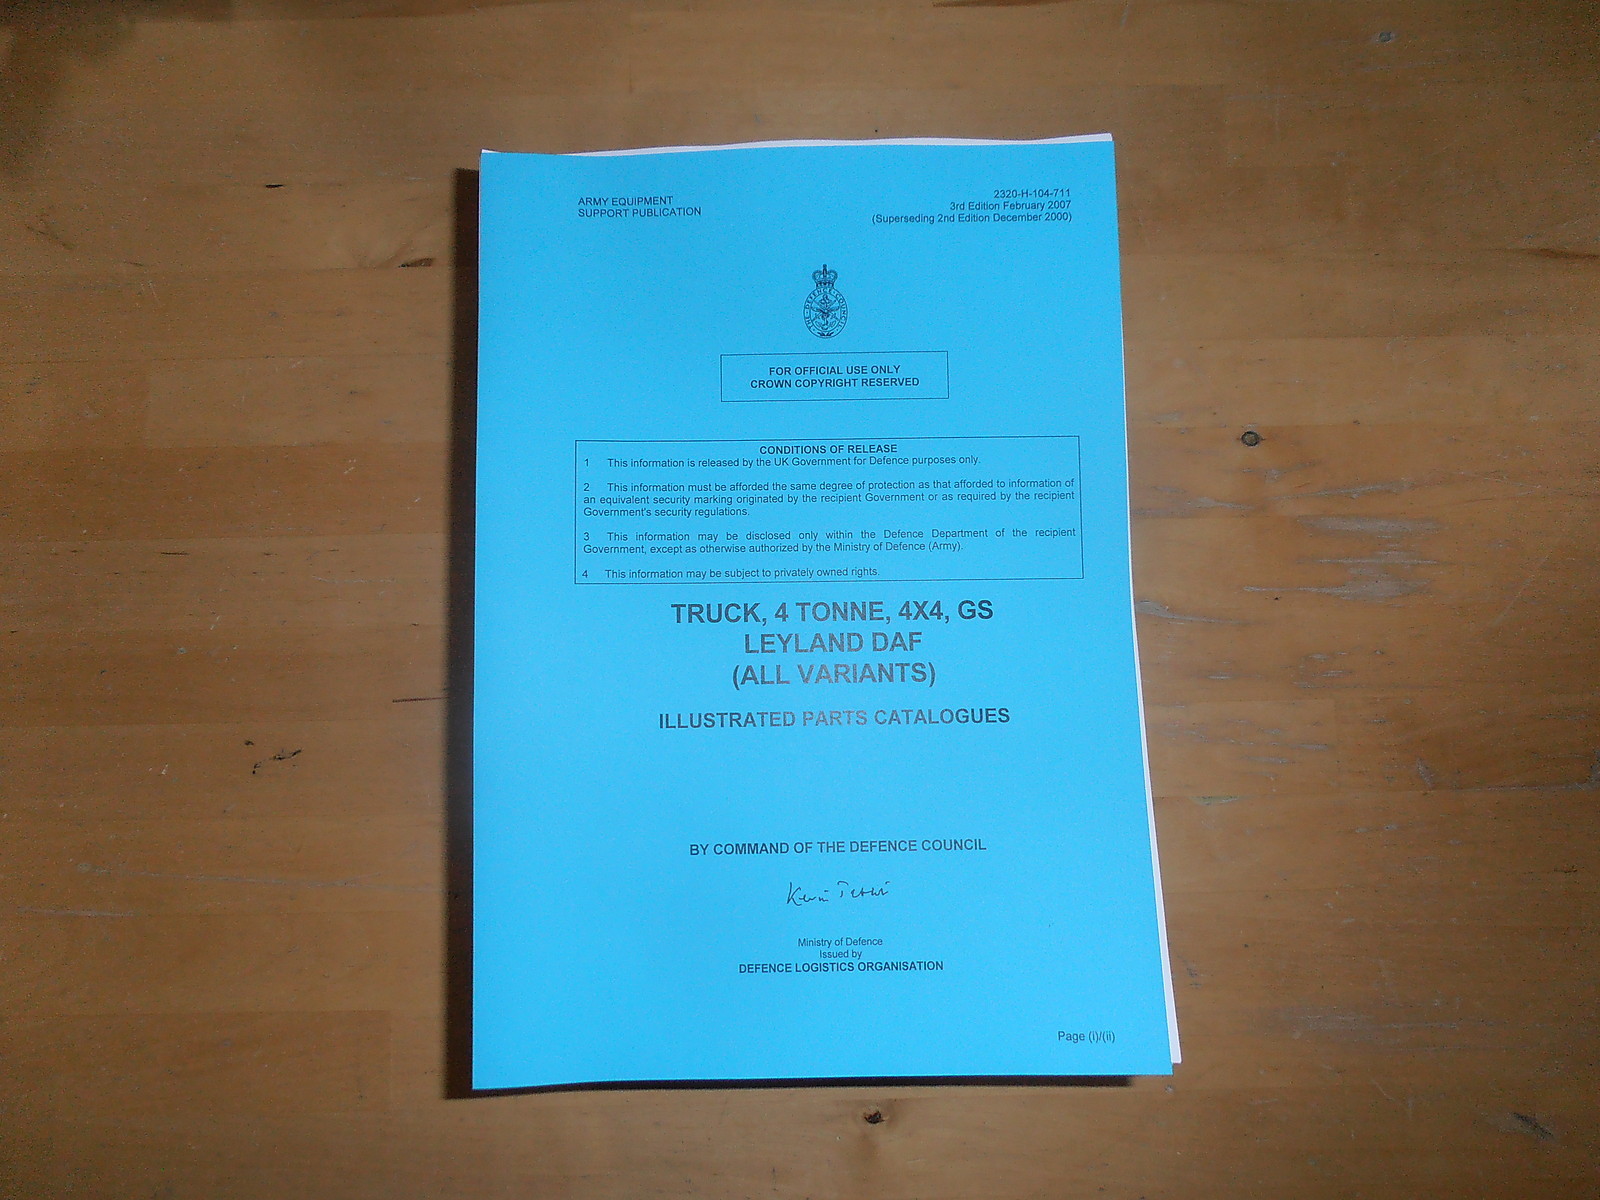 ARMY EQUIPMENT
SUPPORT PUBLICATION
2320-H-104-711
3rd Edition February 2007
(Superseding 2nd Edition December 2000)
THE DEFENCE COUNCIL
FOR OFFICIAL USE ONLY
CROWN COPYRIGHT RESERVED
CONDITIONS OF RELEASE
1 This information is released by the UK Government for Defence purposes only.
2 This information must be afforded the same degree of protection as that afforded to information of
an equivalent security marking originated by the recipient Government or as required by the recipient
Government's security regulations.
3 This information may be disclosed only within the Defence Department of the recipient
Government, except as otherwise authorized by the Ministry of Defence (Army).
4 This information may be subject to privately owned rights.
TRUCK, 4 TONNE, 4X4, GS
LEYLAND DAF
(ALL VARIANTS)
ILLUSTRATED PARTS CATALOGUES
BY COMMAND OF THE DEFENCE COUNCIL
Kevin
Ministry of Defence
Issued by
DEFENCE LOGISTICS ORGANISATION
Page (i)/(ii)